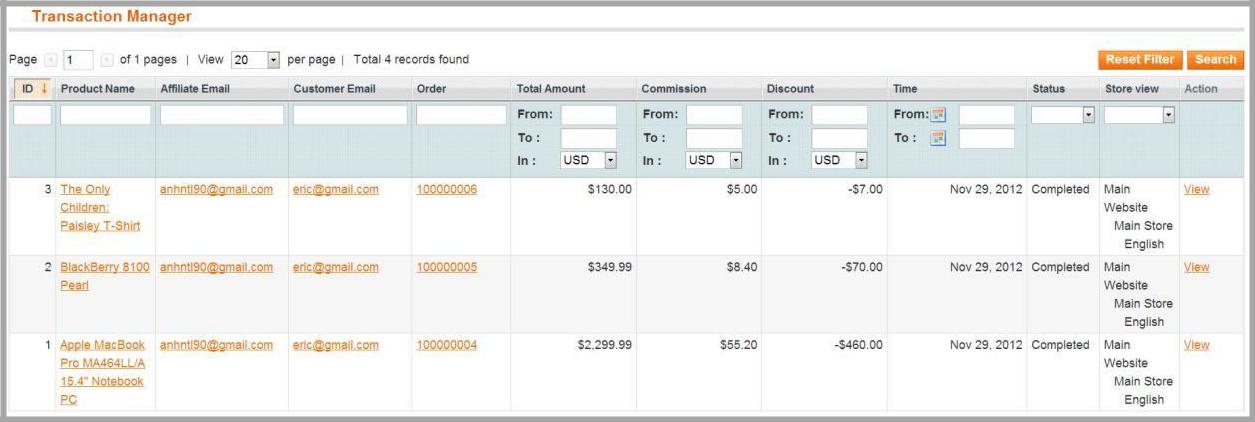 Transaction Manager
Page 1 of 1 pages | View 20 per page | Total 4 records found
Reset Filter Search
ID Product Name Affiliate Email Customer Email Order Total Amount Commission Discount Time Status Store view Action
From: From: From: From:
To : To : To : To :
In : USD In : USD In : USD
3 The Only anhntl90@gmail.com eric@gmail.com 100000006 $130.00 $5.00 -$7.00 Nov 29, 2012 Completed Main View
Children: Website
Paisley T-Shirt Main Store
English
2 BlackBerry 8100 anhntl90@gmail.com eric@gmail.com 100000005 $349.99 $8.40 -$70.00 Nov 29, 2012 Completed Main View
Pearl Website
Main Store
English
1 Apple MacBook anhntl90@gmail.com eric@gmail.com 100000004 $2,299.99 $55.20 -$460.00 Nov 29, 2012 Completed Main View
Pro MA464LL/A Website
15.4" Notebook Main Store
PC English